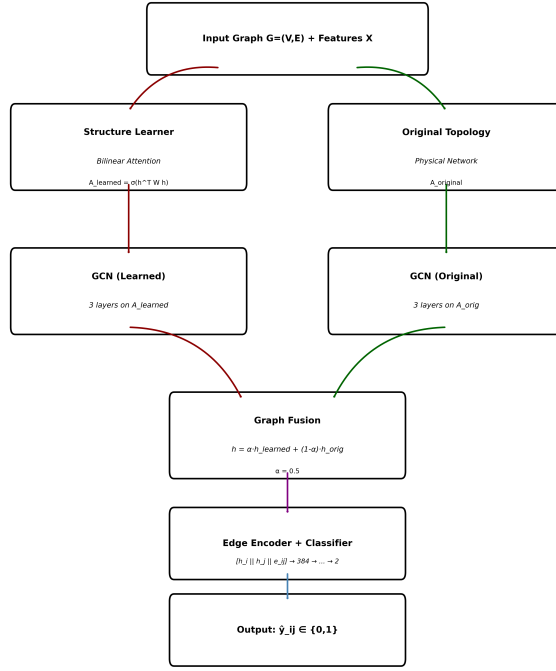 Input Graph G=(V,E) + Features X
Structure Learner
Bilinear Attention
A_learned = σ(h^T W h)
Original Topology
Physical Network
A_original
GCN (Learned)
3 layers on A_learned
GCN (Original)
3 layers on A_orig
Graph Fusion
h = α·h_learned + (1-α)·h_orig
α = 0.5
Edge Encoder + Classifier
[h_i || h_j || e_ij] → 384 → ... → 2
Output: ŷ_ij ∈ {0,1}